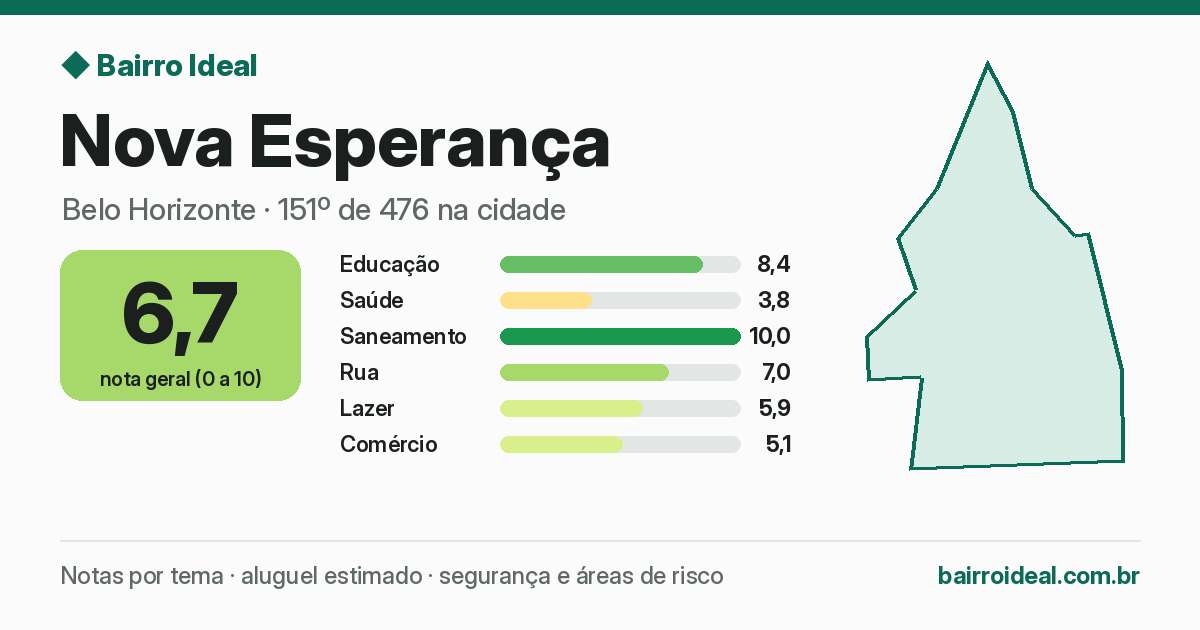 Bairro Ideal
Nova Esperança
Belo Horizonte · 151º de 476 na cidade
6,7
nota geral (0 a 10)
Educação 8,4
Saúde 3,8
Saneamento 10,0
Rua 7,0
Lazer 5,9
Comércio 5,1
Notas por tema · aluguel estimado · segurança e áreas de risco
bairroideal.com.br